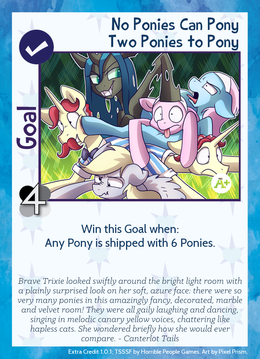 No Ponies Can Pony
Two Ponies to Pony
Goal
A+
4
Win this Goal when:
Any Pony is shipped with 6 Ponies.
Brave Trixie looked swiftly around the bright light room with
a plainly surprised look on her soft, azure face: there were so
very many ponies in this amazingly fancy, decorated, marble
and velvet room! They were all gaily laughing and dancing,
singing in melodic canary yellow voices, chattering like
hapless cats. She wondered briefly how she would ever
compare. - Canterlot Tails
Extra Credit 1.0.1; TSSSF by Horrible People Games. Art by Pixel Prism.